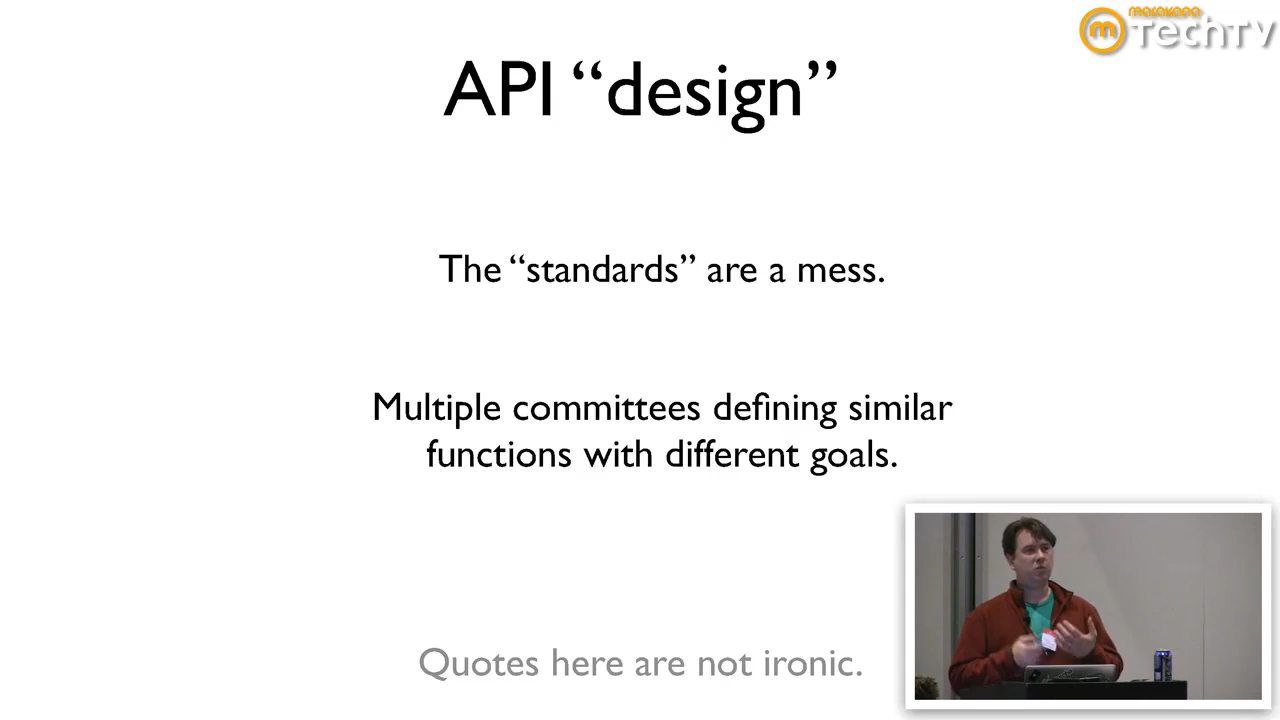 marakana
TechTV
API “design”
The “standards” are a mess.
Multiple committees defining similar
functions with different goals.
Quotes here are not ironic.